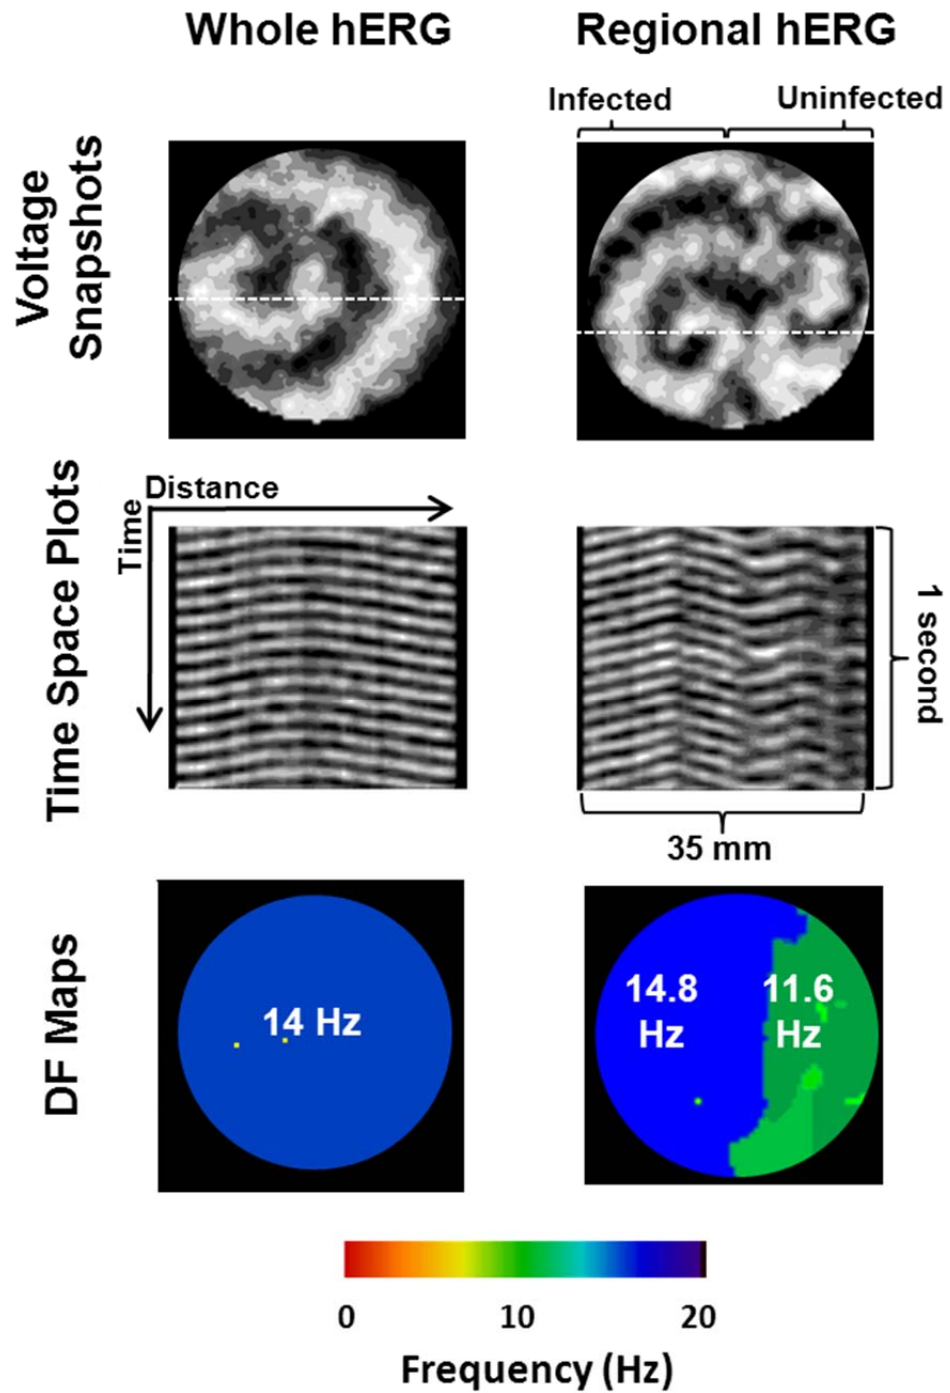 Whole hERG
Regional hERG
Infected
Uninfected
Voltage
Snapshots
Distance
Time
Time Space Plots
1 second
35 mm
DF Maps
14 Hz
14.8
Hz
11.6
Hz
0 10 20
Frequency (Hz)